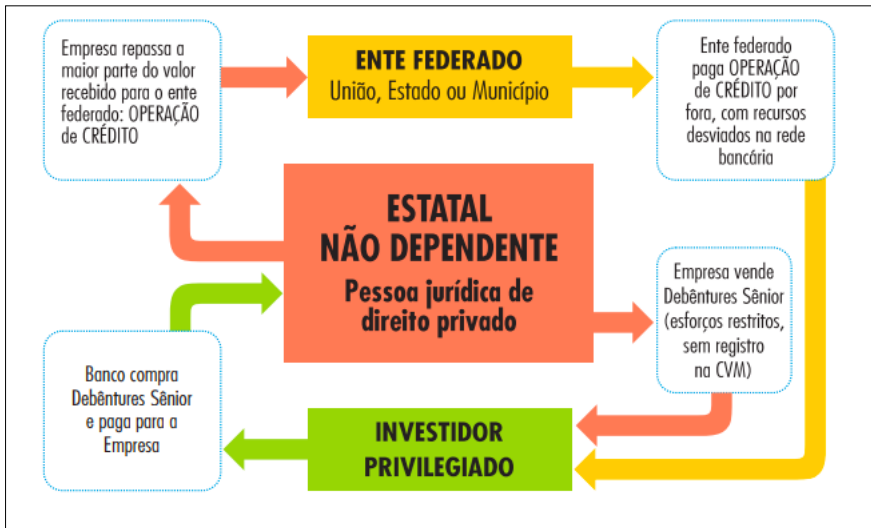 Empresa repassa a
maior parte do valor
recebido para o ente
federado: OPERAÇÃO
de CRÉDITO
ENTE FEDERADO
União, Estado ou Município
Ente federado
paga OPERAÇÃO
de CRÉDITO por
fora, com recursos
desviados na rede
bancária
ESTATAL
NÃO DEPENDENTE
Pessoa jurídica de
direito privado
Empresa vende
Debêntures Sênior
(esforços restritos,
sem registro
na CVM)
Banco compra
Debêntures Sênior
e paga para a
Empresa
INVESTIDOR
PRIVILEGIADO